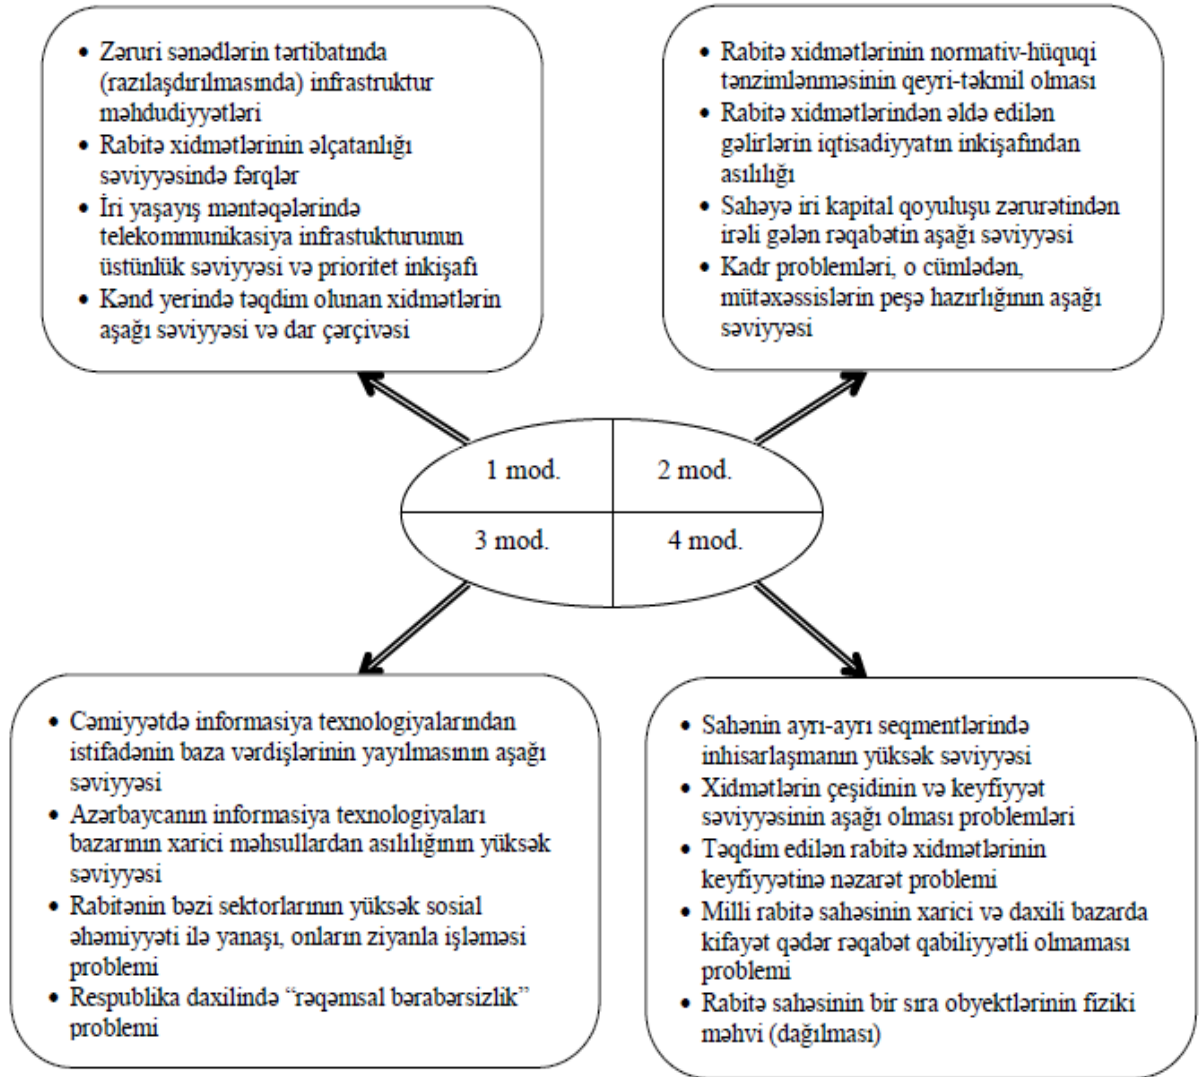 • Zəruri sənədlərin tərtibatında
(razılaşdırılmasında) infrastruktur
məhdudiyyətləri
• Rabitə xidmətlərinin əlçatanlığı
səviyyəsində fərqlər
• İri yaşayış məntəqələrində
telekommunikasiya infrastukturunun
üstünlük səviyyəsi və prioritet inkişafı
• Kənd yerində təqdim olunan xidmətlərin
aşağı səviyyəsi və dar çərçivəsi
• Rabitə xidmətlərinin normativ-hüquqi
tənzimlənməsinin qeyri-təkmil olması
• Rabitə xidmətlərindən əldə edilən
gəlirlərin iqtisadiyyatın inkişafından
asılılığı
• Sahəyə iri kapital qoyuluşu zərurətindən
irəli gələn rəqabətin aşağı səviyyəsi
• Kadr problemləri, o cümlədən,
mütəxəssislərin peşə hazırlığının aşağı
səviyyəsi
1 mod.
2 mod.
3 mod.
4 mod.
• Cəmiyyətdə informasiya texnologiyalarından
istifadənin baza vərdişlərinin yayılmasının aşağı
səviyyəsi
• Azərbaycanın informasiya texnologiyaları
bazarının xarici məhsullardan asılılığının yüksək
səviyyəsi
• Rabitənin bəzi sektorlarının yüksək sosial
əhəmiyyəti ilə yanaşı, onların ziyanla işləməsi
problemi
• Respublika daxilində “rəqəmsal bərabərsizlik”
problemi
• Sahənin ayrı-ayrı seqmentlərində
inhisarlaşmanın yüksək səviyyəsi
• Xidmətlərin çeşidinin və keyfiyyət
səviyyəsinin aşağı olması problemləri
• Təqdim edilən rabitə xidmətlərinin
keyfiyyətinə nəzarət problemi
• Milli rabitə sahəsinin xarici və daxili bazarda
kifayət qədər rəqabət qabiliyyətli olmaması
problemi
• Rabitə sahəsinin bir sıra obyektlərinin fiziki
məhvi (dağılması)